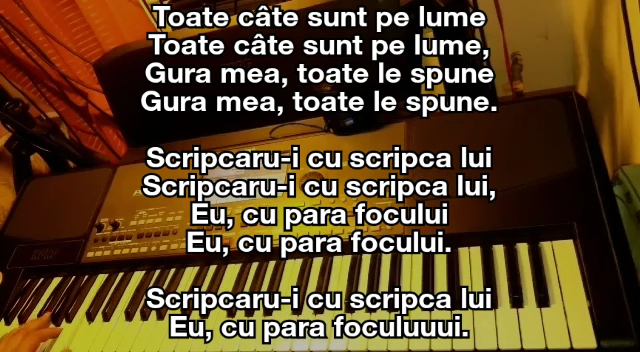 Toate câte sunt pe lume
Toate câte sunt pe lume,
Gura mea, toate le spune
Gura mea, toate le spune.
Scripcaru-i cu scripca lui
Scripcaru-i cu scripca lui,
Eu, cu para focului
Eu, cu para focului.
Scripcaru-i cu scripca lui
Eu, cu para foculuuui.